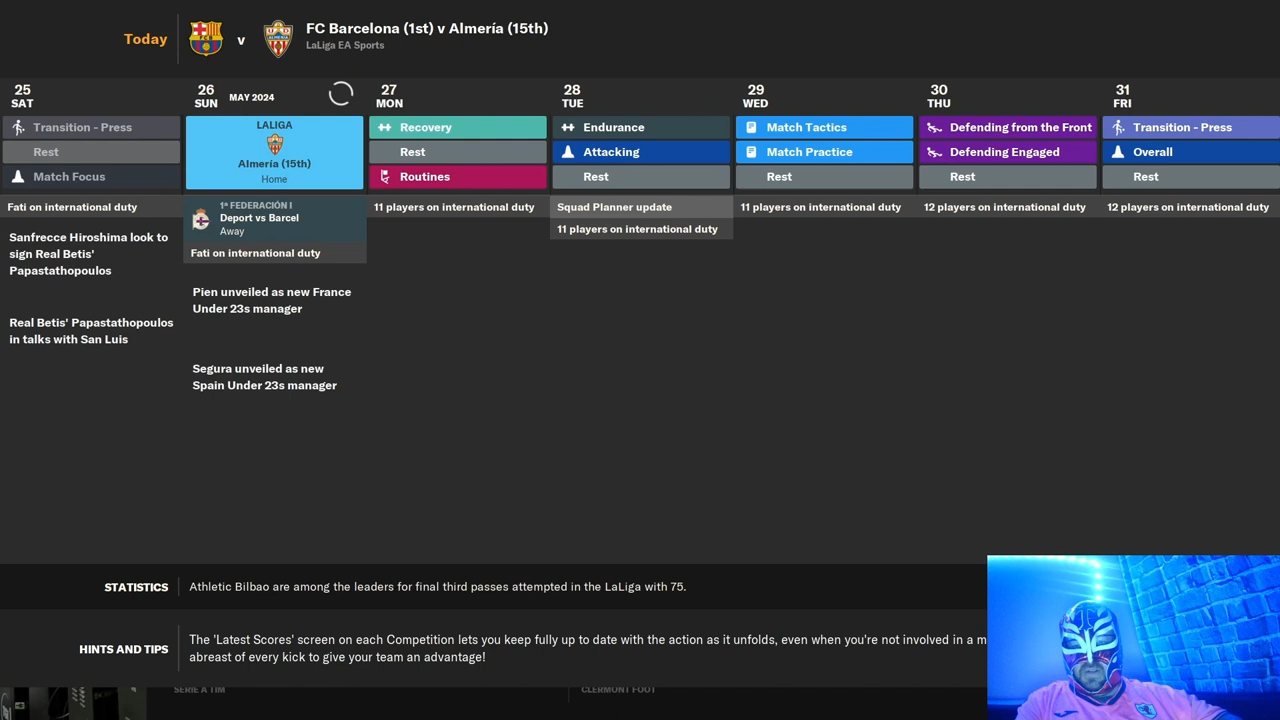 Today
v
FC Barcelona (1st) v Almería (15th)
LaLiga EA Sports
25
SAT
26
SUN
MAY 2024
27
MON
28
TUE
29
WED
30
THU
31
FRI
Transition - Press
Rest
Match Focus
LALIGA
Almería (15th)
Home
Recovery
Rest
Routines
Endurance
Attacking
Rest
Match Tactics
Match Practice
Rest
Defending from the Front
Defending Engaged
Rest
Transition - Press
Overall
Rest
Fati on international duty
Sanfrecce Hiroshima look to
sign Real Betis'
Papastathopoulos
Real Betis' Papastathopoulos
in talks with San Luis
1ª FEDERACIÓN I
Deport vs Barcel
Away
Fati on international duty
Pien unveiled as new France
Under 23s manager
Segura unveiled as new
Spain Under 23s manager
11 players on international duty
Squad Planner update
11 players on international duty
11 players on international duty
12 players on international duty
12 players on international duty
STATISTICS
Athletic Bilbao are among the leaders for final third passes attempted in the LaLiga with 75.
HINTS AND TIPS
The 'Latest Scores' screen on each Competition lets you keep fully up to date with the action as it unfolds, even when you're not involved in a m
abreast of every kick to give your team an advantage!
SERIE A TIM
CLERMONT FOOT